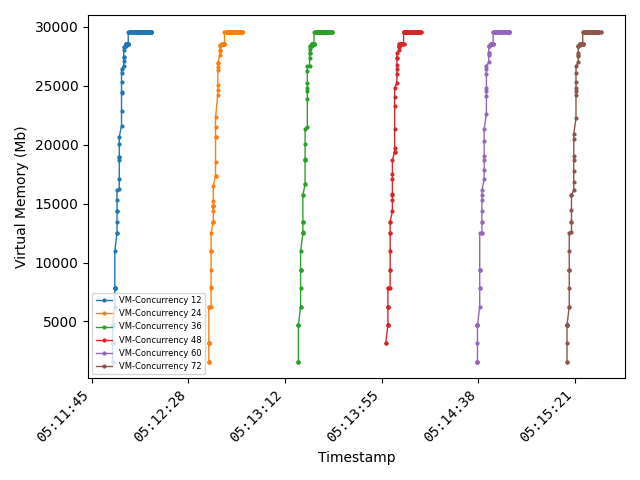 30000
25000
20000
15000
10000
5000
Virtual Memory (Mb)
VM-Concurrency 12
VM-Concurrency 24
VM-Concurrency 36
VM-Concurrency 48
VM-Concurrency 60
VM-Concurrency 72
05:11:45
05:12:28
05:13:12
05:13:55
05:14:38
05:15:21
Timestamp